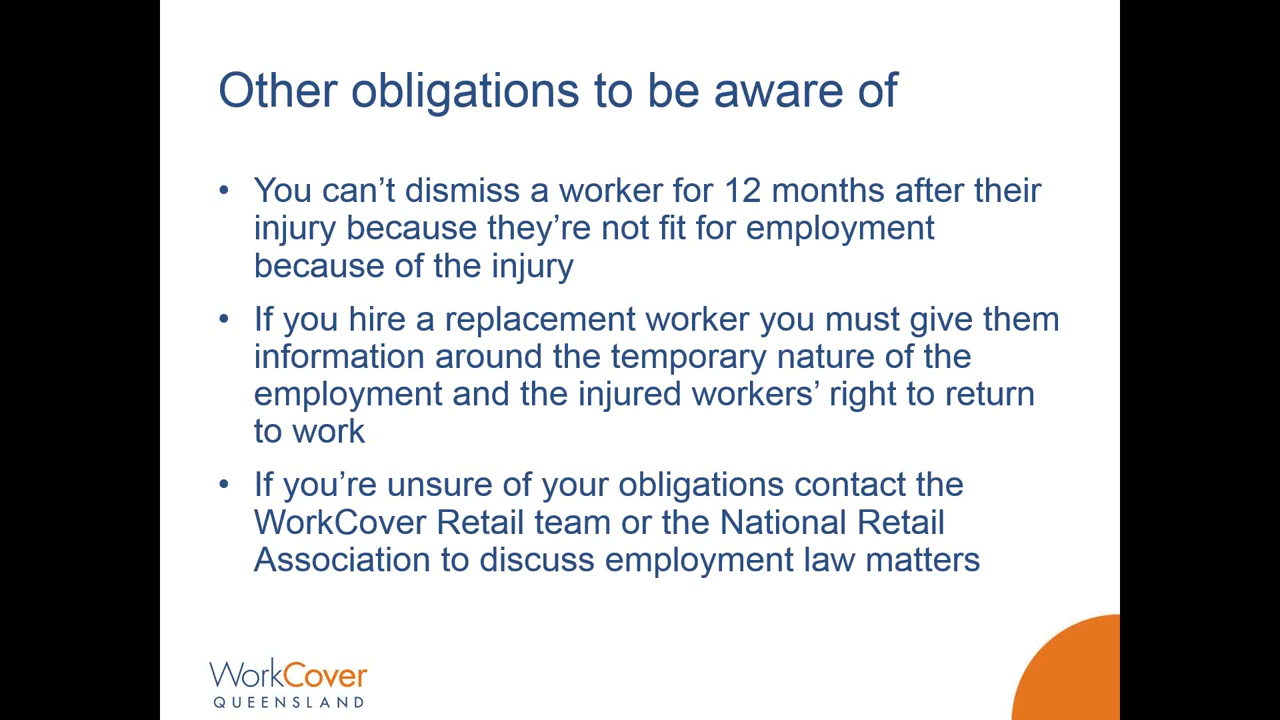 Other obligations to be aware of
• You can’t dismiss a worker for 12 months after their
injury because they’re not fit for employment
because of the injury
• If you hire a replacement worker you must give them
information around the temporary nature of the
employment and the injured workers’ right to return
to work
• If you’re unsure of your obligations contact the
WorkCover Retail team or the National Retail
Association to discuss employment law matters
WorkCover
QUEENSLAND